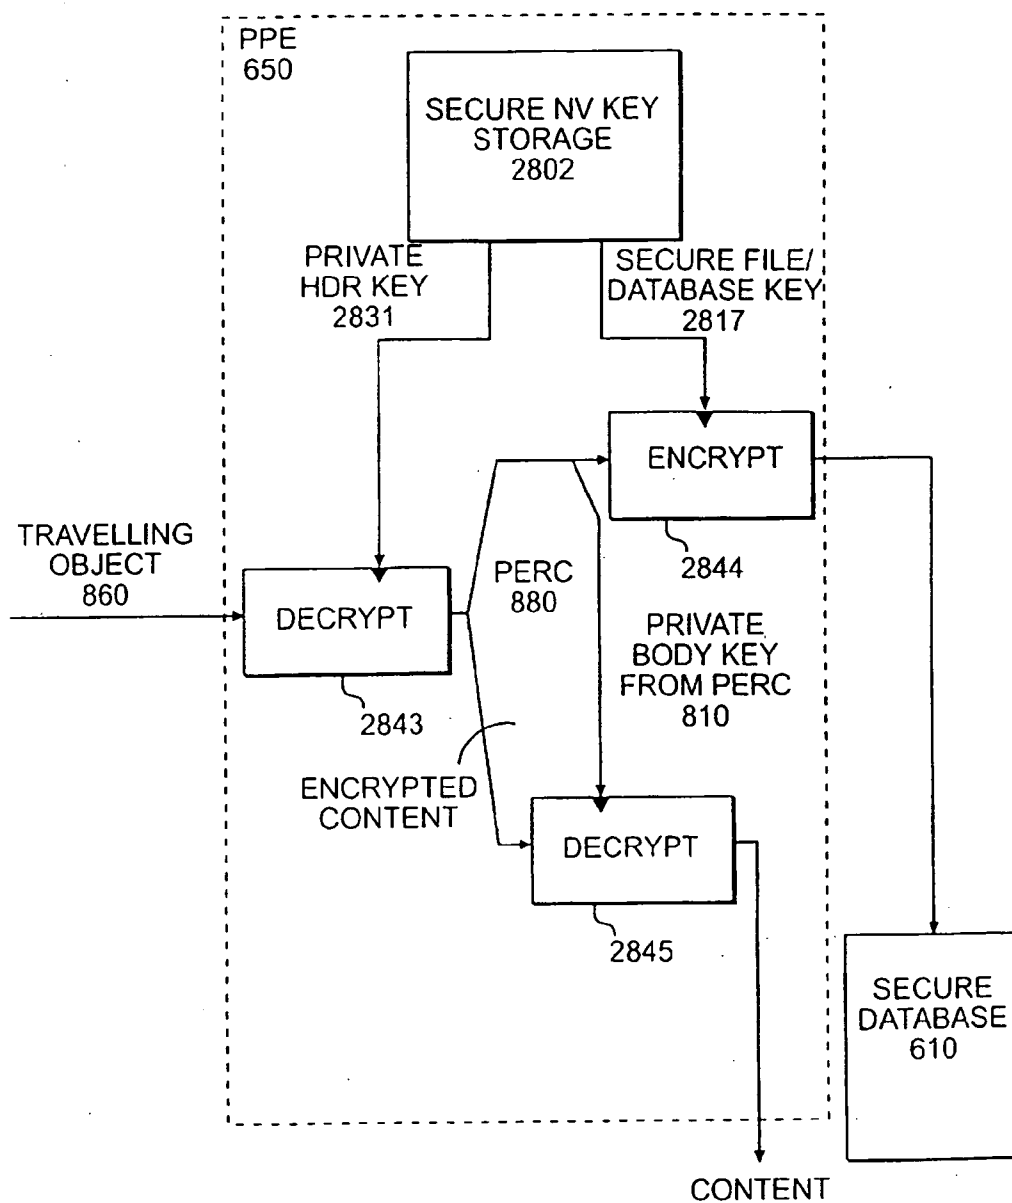 PPE
650
SECURE NV KEY
STORAGE
2802
PRIVATE
HDR KEY
2831
SECURE FILE/
DATABASE KEY
2817
ENCRYPT
2844
TRAVELLING
OBJECT
860
DECRYPT
2843
PERC
880
PRIVATE
BODY KEY
FROM PERC
810
ENCRYPTED
CONTENT
DECRYPT
2845
SECURE
DATABASE
610
CONTENT